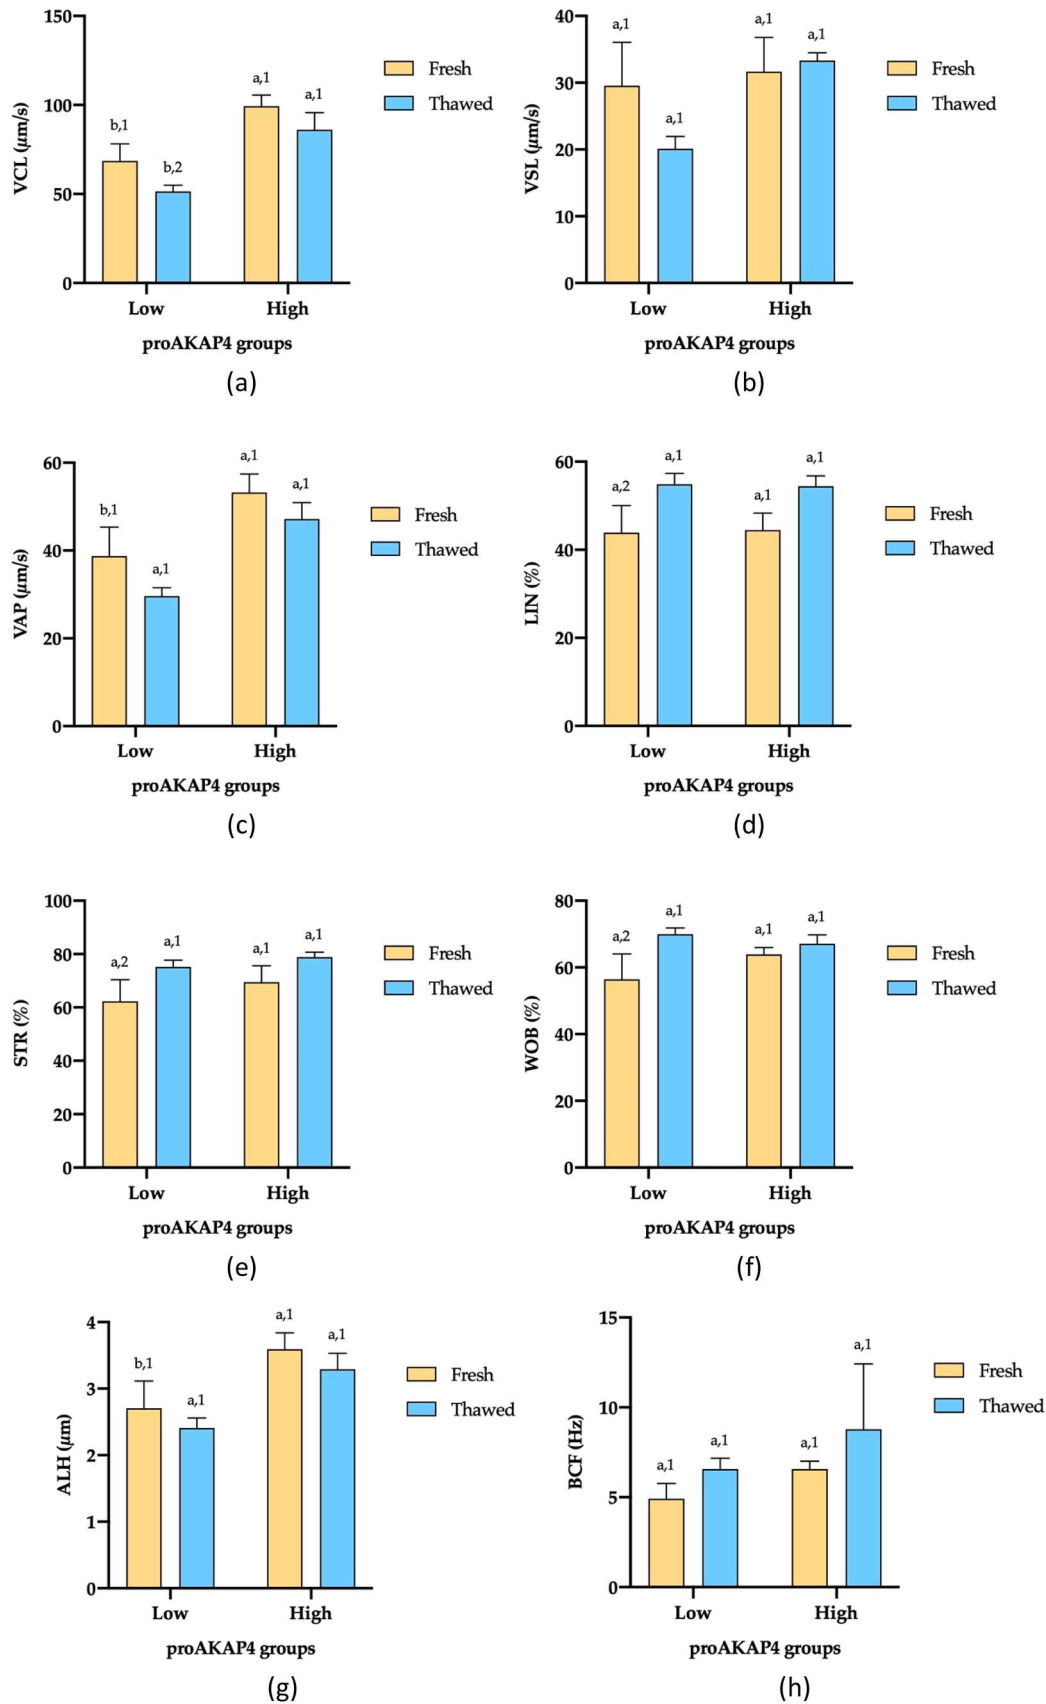 150
100
50
0
VCL (µm/s)
a,1
a,1
b,1
b,2
Fresh
Thawed
Low
High
proAKAP4 groups
(a)
40
30
20
10
0
VSL (µm/s)
a,1
a,1
a,1
a,1
Fresh
Thawed
Low
High
proAKAP4 groups
(b)
60
40
20
0
VAP (µm/s)
a,1
a,1
b,1
a,1
Fresh
Thawed
Low
High
proAKAP4 groups
(c)
60
40
20
0
LIN (%)
a,1
a,1
a,2
a,1
Fresh
Thawed
Low
High
proAKAP4 groups
(d)
100
80
60
40
20
0
STR (%)
a,1
a,1
a,1
a,2
Fresh
Thawed
Low
High
proAKAP4 groups
(e)
80
60
40
20
0
WOB (%)
a,1
a,1
a,1
a,2
Fresh
Thawed
Low
High
proAKAP4 groups
(f)
4
3
2
1
0
ALH (µm)
a,1
a,1
b,1
a,1
Fresh
Thawed
Low
High
proAKAP4 groups
(g)
15
10
5
0
BCF (Hz)
a,1
a,1
a,1
a,1
Fresh
Thawed
Low
High
proAKAP4 groups
(h)